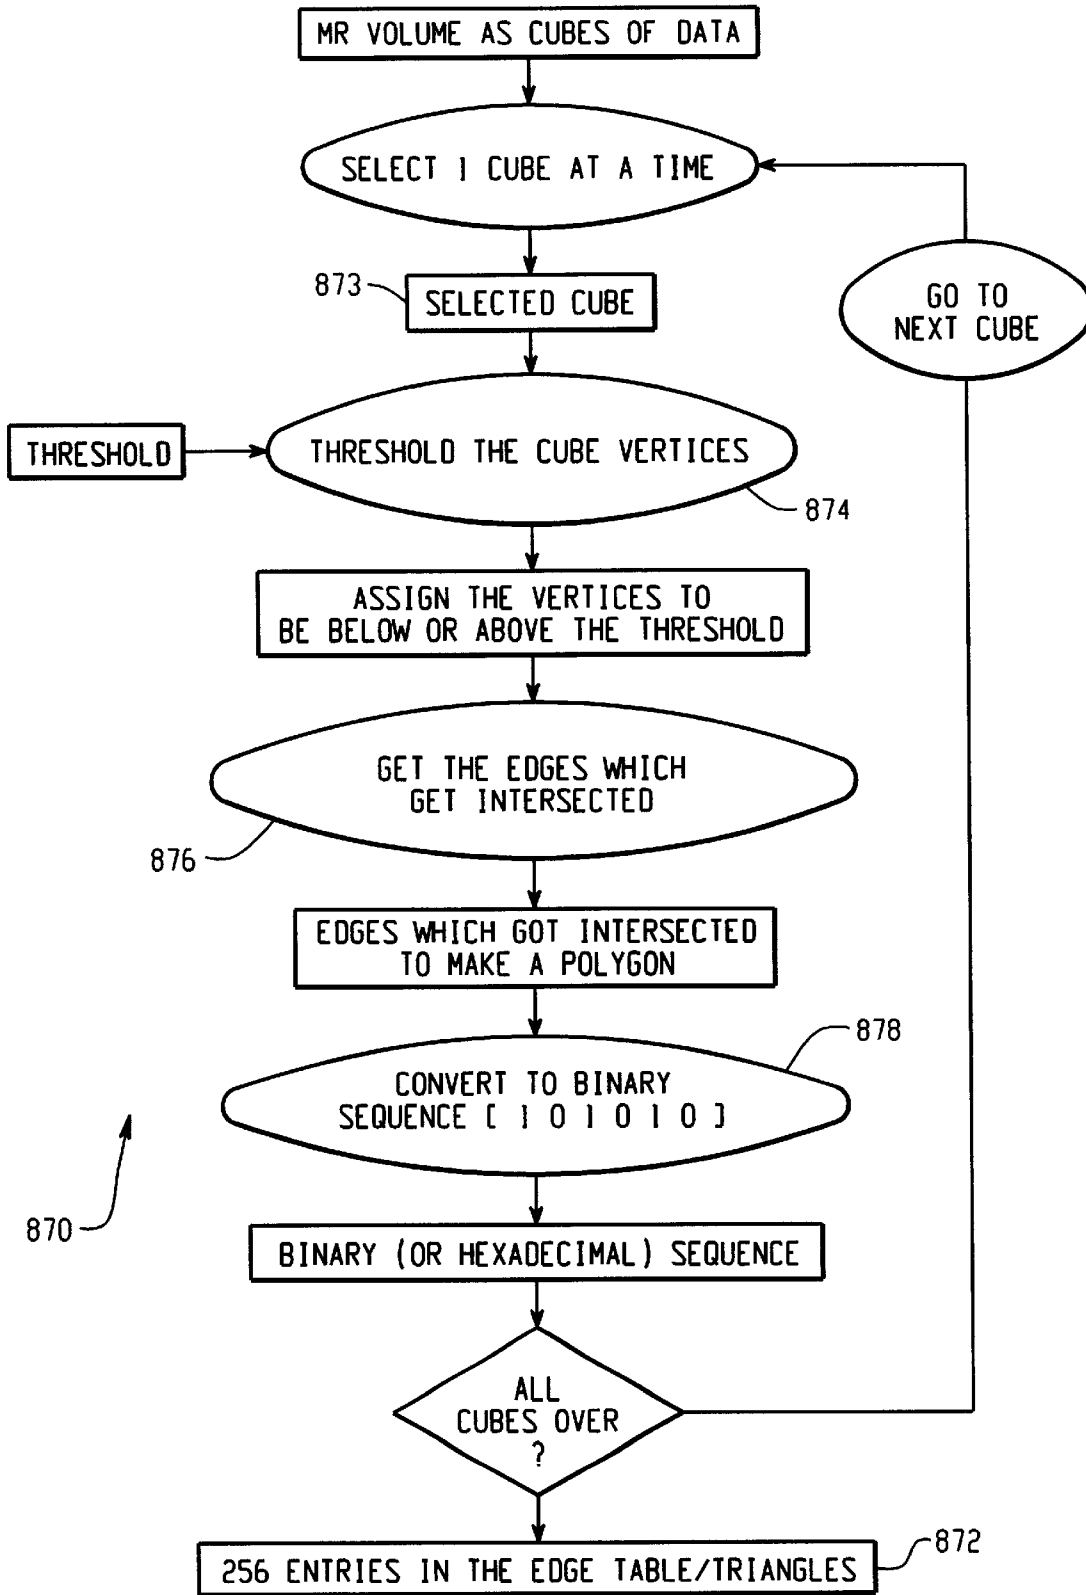 MR VOLUME AS CUBES OF DATA
SELECT 1 CUBE AT A TIME
873
SELECTED CUBE
GO TO
NEXT CUBE
THRESHOLD
THRESHOLD THE CUBE VERTICES
874
ASSIGN THE VERTICES TO
BE BELOW OR ABOVE THE THRESHOLD
GET THE EDGES WHICH
GET INTERSECTED
876
EDGES WHICH GOT INTERSECTED
TO MAKE A POLYGON
878
CONVERT TO BINARY
SEQUENCE [ 1 0 1 0 1 0 ]
870
BINARY (OR HEXADECIMAL) SEQUENCE
ALL
CUBES OVER
?
256 ENTRIES IN THE EDGE TABLE/TRIANGLES
872